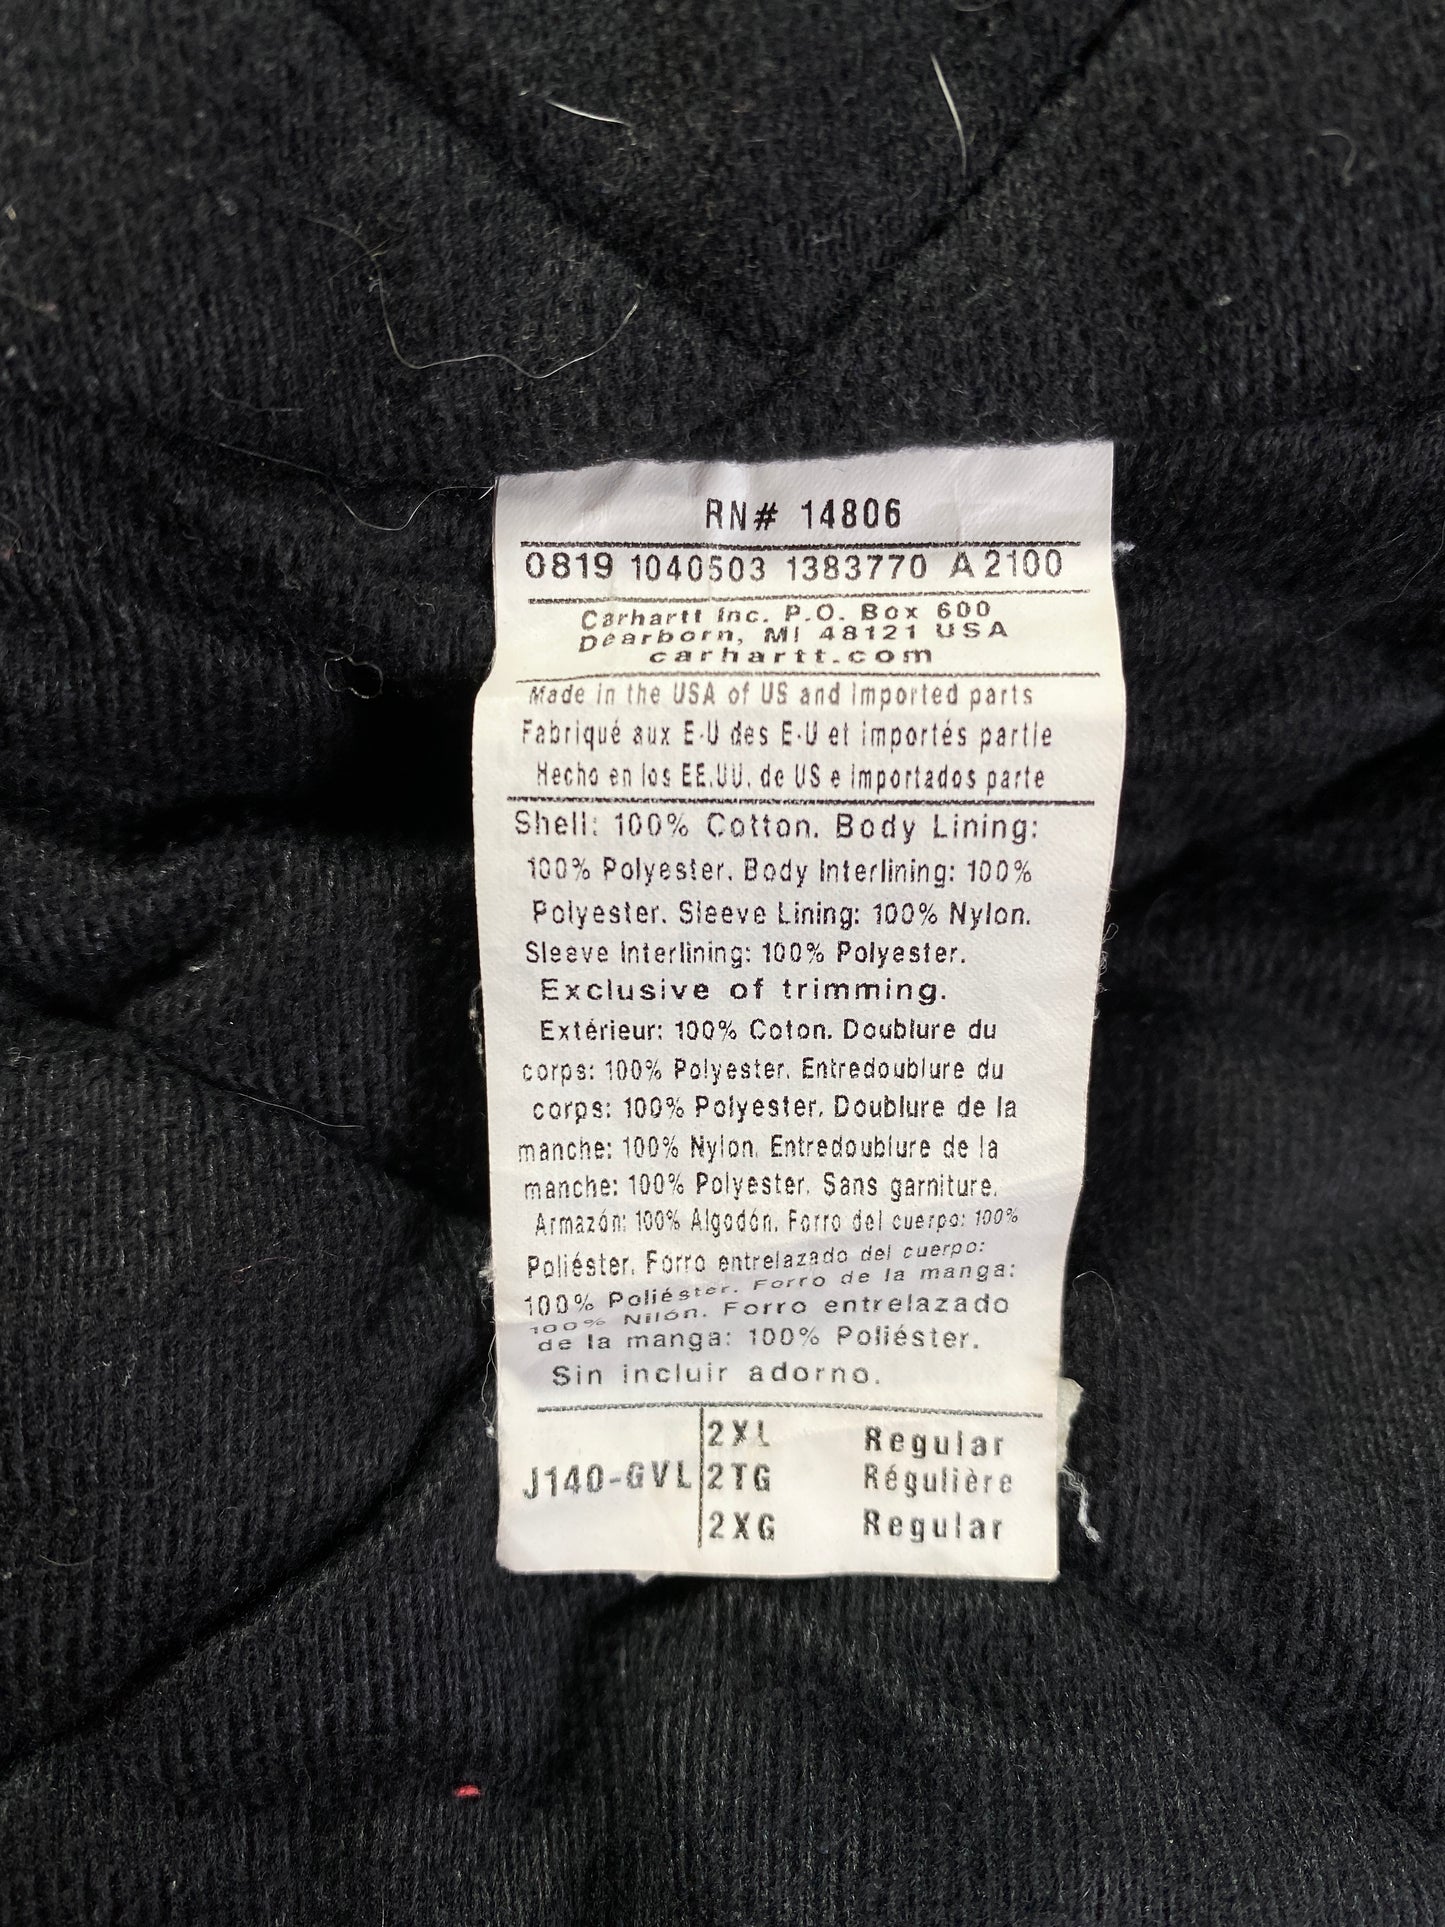 RN# 14806
0819 1040503 1383770 A 2100
Carhartt Inc. P.O. Box 600
Dearborn, MI 48121 USA
carhartt.com
Made in the USA of US and imported parts
Fabriqué aux E-U des E-U et importés partie
Hecho en los EE.UU. de US e importados parte
Shell: 100% Cotton. Body Lining:
100% Polyester. Body Interlining: 100%
Polyester. Sleeve Lining: 100% Nylon.
Sleeve Interlining: 100% Polyester.
Exclusive of trimming.
Extérieur: 100% Coton. Doublure du
corps: 100% Polyester. Entredoublure du
corps: 100% Polyester. Doublure de la
manche: 100% Nylon. Entredoublure de la
manche: 100% Polyester. Sans garniture.
Armazón: 100% Algodón. Forro del cuerpo: 100%
Poliéster. Forro entrelazado del cuerpo:
100% Poliéster. Forro de la manga:
100% Nilón. Forro entrelazado
de la manga: 100% Poliéster.
Sin incluir adorno.
2XL Regular
J140-GVL 2TG Régulière
2XG Regular